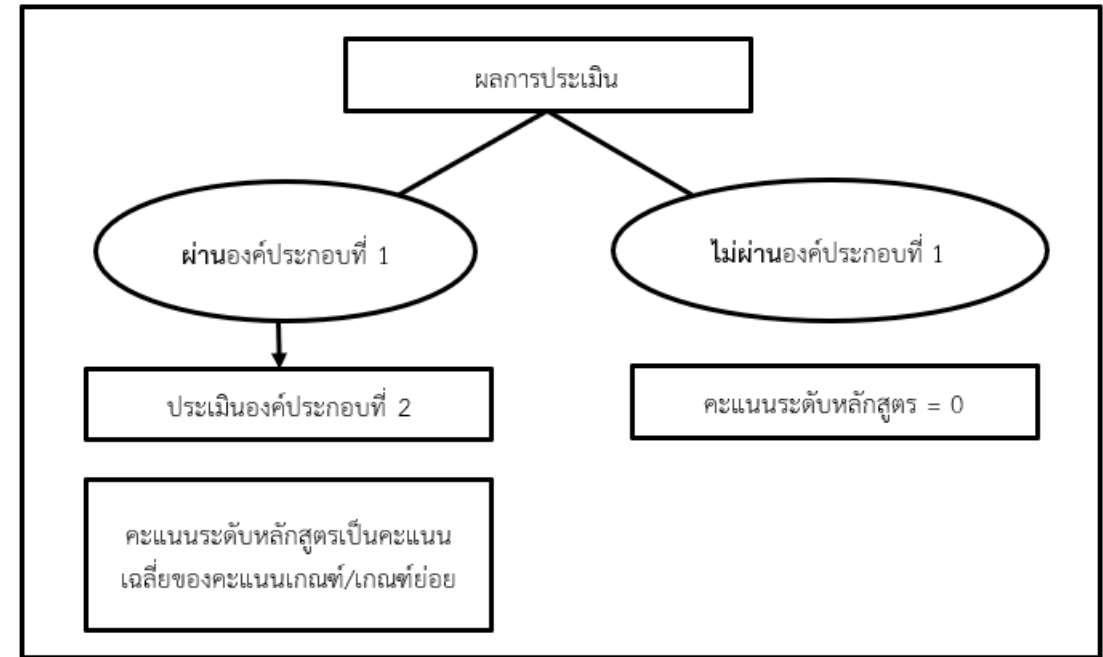 ผลการประเมิน
ผ่านองค์ประกอบที่ 1
ไม่ผ่านองค์ประกอบที่ 1
ประเมินองค์ประกอบที่ 2
คะแนนระดับหลักสูตร = 0
คะแนนระดับหลักสูตรเป็นคะแนน
เฉลี่ยของคะแนนเกณฑ์/เกณฑ์ย่อย